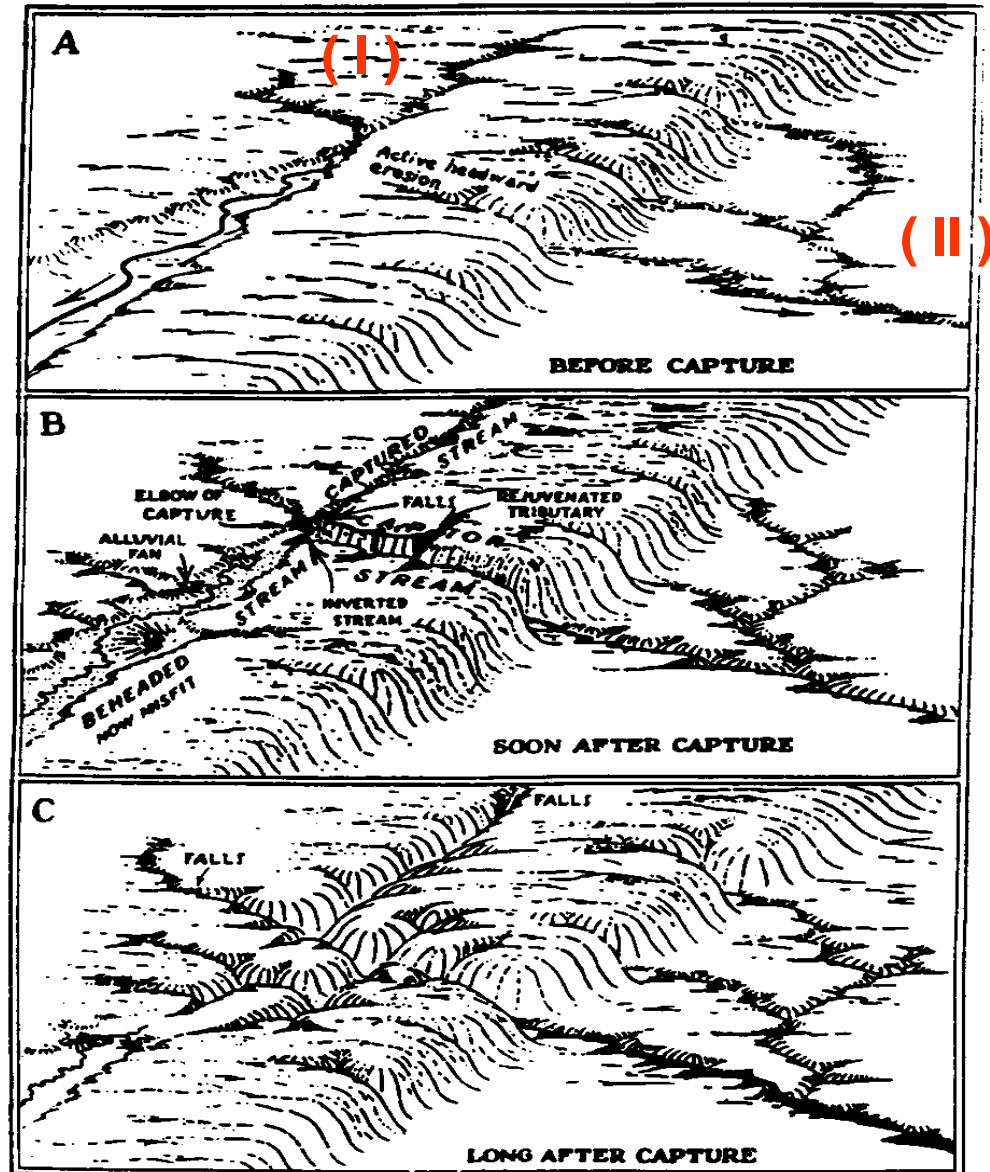 A
( I )
Active headward
erosion
( II )
BEFORE CAPTURE
B
CAPTURED
STREAM
ELBOW OF
CAPTURE
FALLS
REJUVENATED
TRIBUTARY
ALLUVIAL
FAN
STREAM
STREAM
INVERTED
STREAM
BEHEADED
NOW MISFIT
SOON AFTER CAPTURE
C
FALLS
FALLS
LONG AFTER CAPTURE